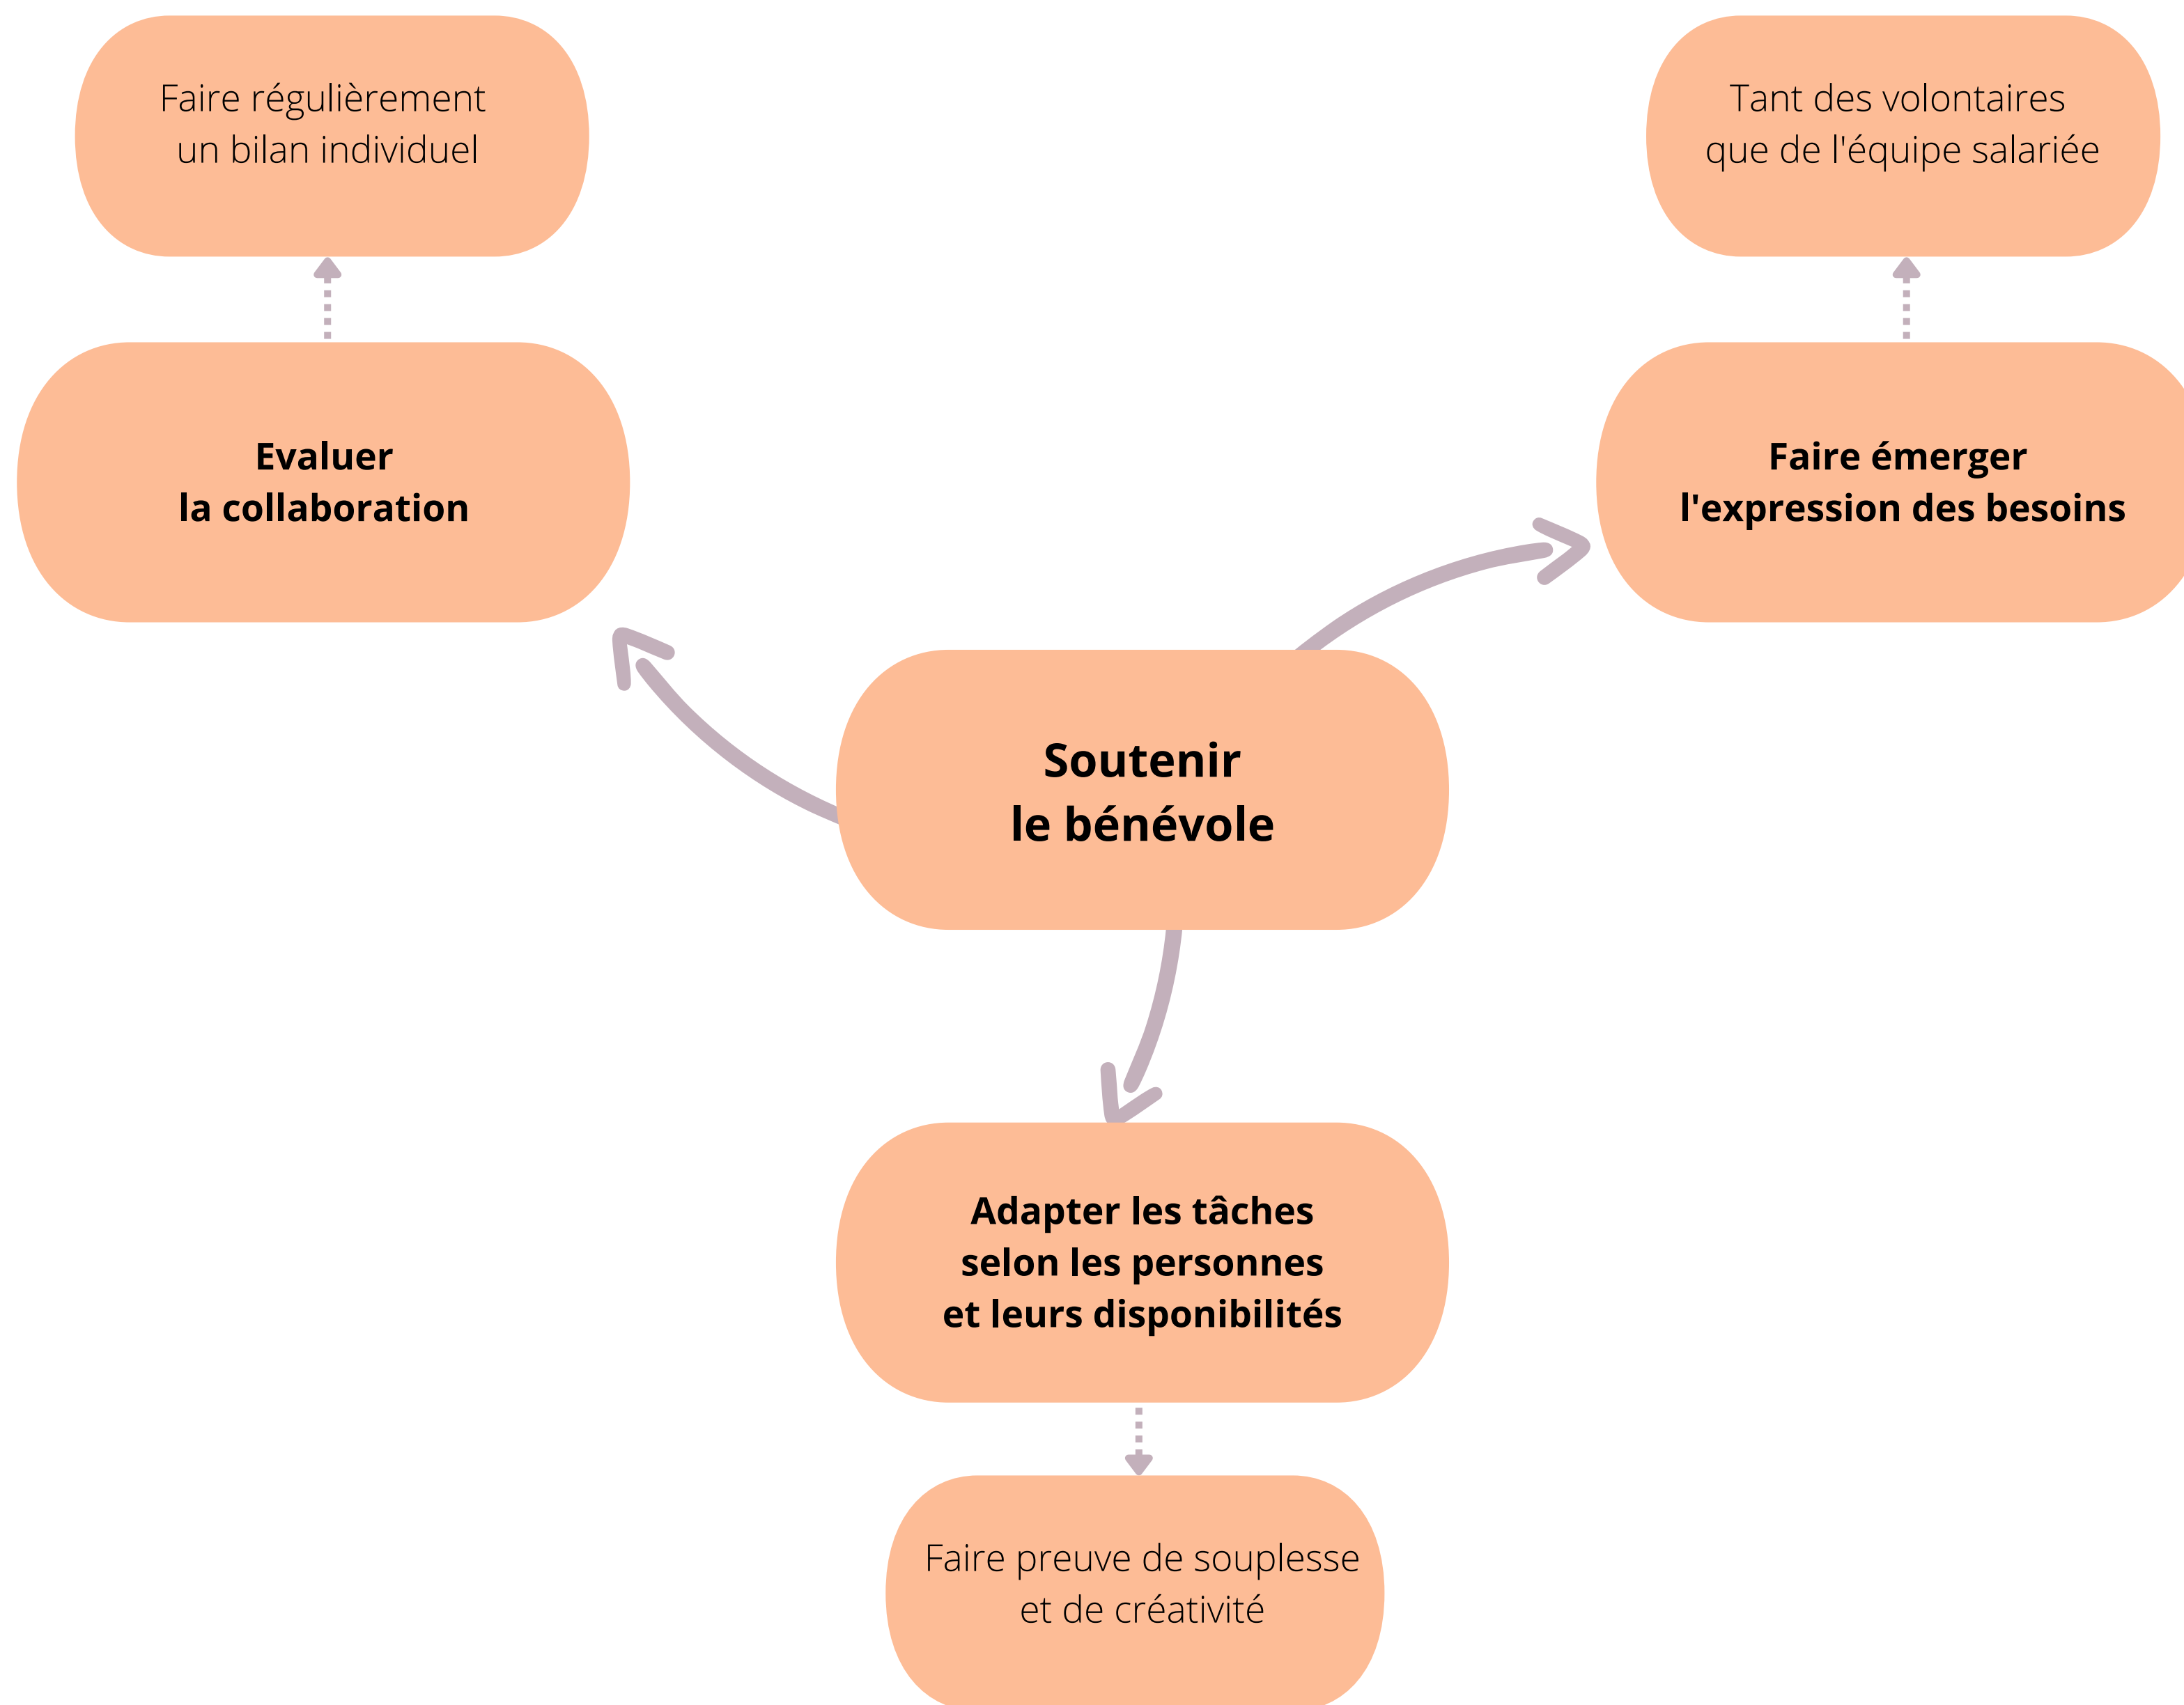 Faire régulièrement
un bilan individuel
Tant des volontaires
que de l'équipe salariée
Evaluer
la collaboration
Faire émerger
l'expression des besoins
Soutenir
le bénévole
Adapter les tâches
selon les personnes
et leurs disponibilités
Faire preuve de souplesse
et de créativité